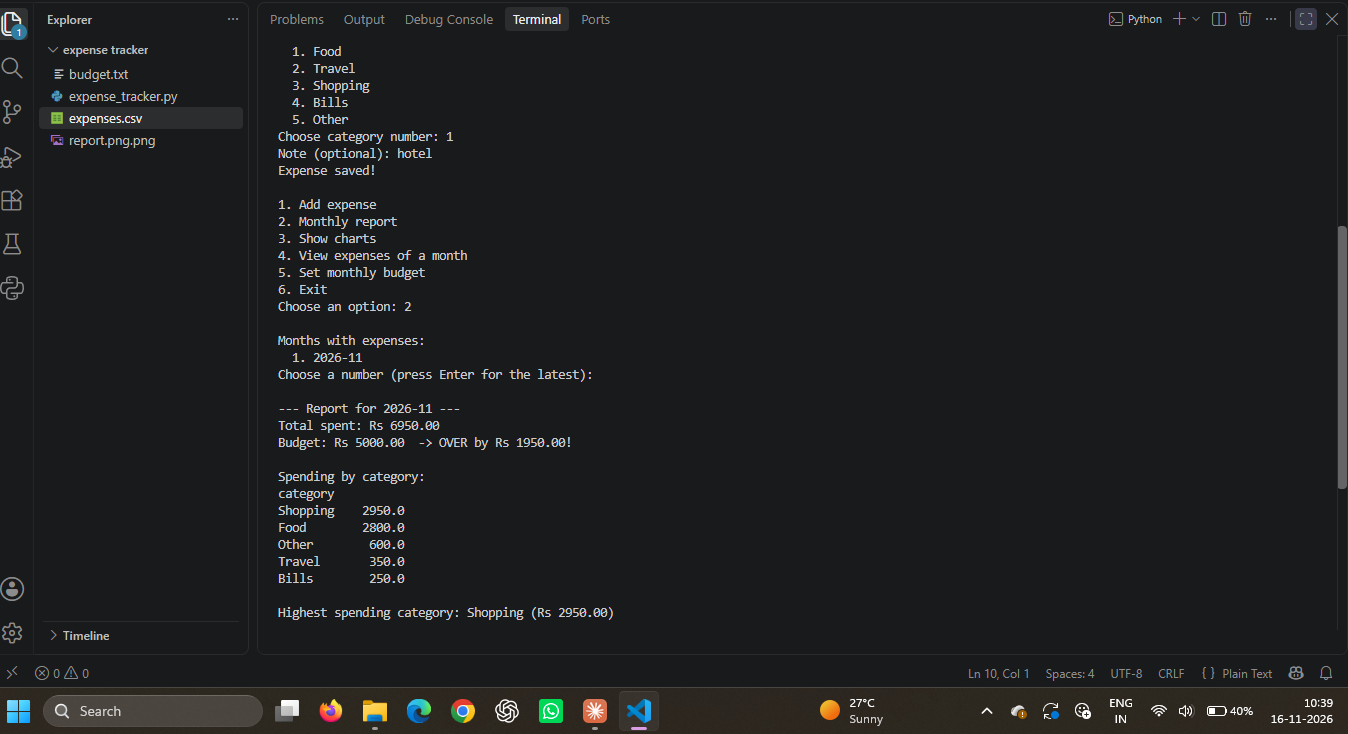 Explorer
expense tracker
budget.txt
expense_tracker.py
expenses.csv
report.png.png
Timeline
1
Problems Output Debug Console Terminal Ports
Python
1. Food
2. Travel
3. Shopping
4. Bills
5. Other
Choose category number: 1
Note (optional): hotel
Expense saved!
1. Add expense
2. Monthly report
3. Show charts
4. View expenses of a month
5. Set monthly budget
6. Exit
Choose an option: 2
Months with expenses:
1. 2026-11
Choose a number (press Enter for the latest):
--- Report for 2026-11 ---
Total spent: Rs 6950.00
Budget: Rs 5000.00 -> OVER by Rs 1950.00!
Spending by category:
category
Shopping 2950.0
Food 2800.0
Other 600.0
Travel 350.0
Bills 250.0
Highest spending category: Shopping (Rs 2950.00)
0 0
Ln 10, Col 1 Spaces: 4 UTF-8 CRLF { } Plain Text
Search
27°C
Sunny
ENG
IN
40%
10:39
16-11-2026